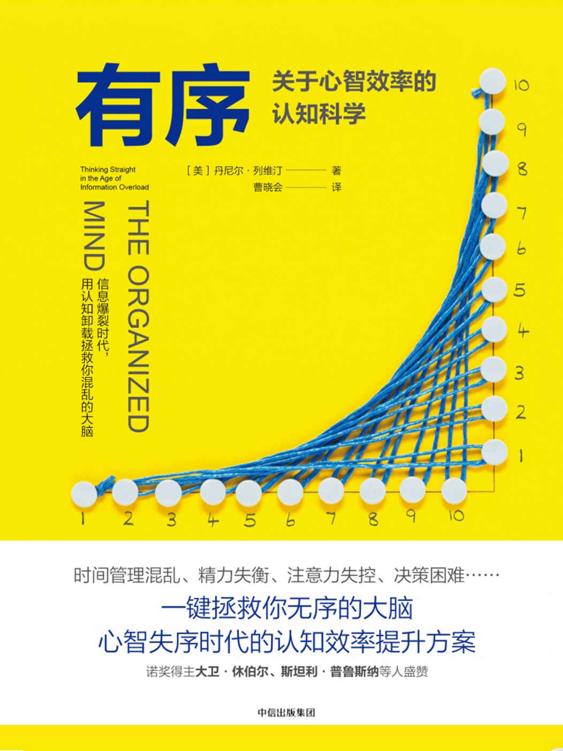 有序
关于心智效率的
认知科学
[美] 丹尼尔·列维汀——著
曹晓会——译
Thinking Straight
in the Age of
Information Overload
THE ORGANIZED
MIND
信息爆裂时代，
用认知卸载拯救你混乱的大脑
10
9
8
7
6
5
4
3
2
1
1 2 3 4 5 6 7 8 9 10
时间管理混乱、精力失衡、注意力失控、决策困难……
一键拯救你无序的大脑
心智失序时代的认知效率提升方案
诺奖得主大卫·休伯尔、斯坦利·普鲁斯纳等人盛赞
中信出版集团